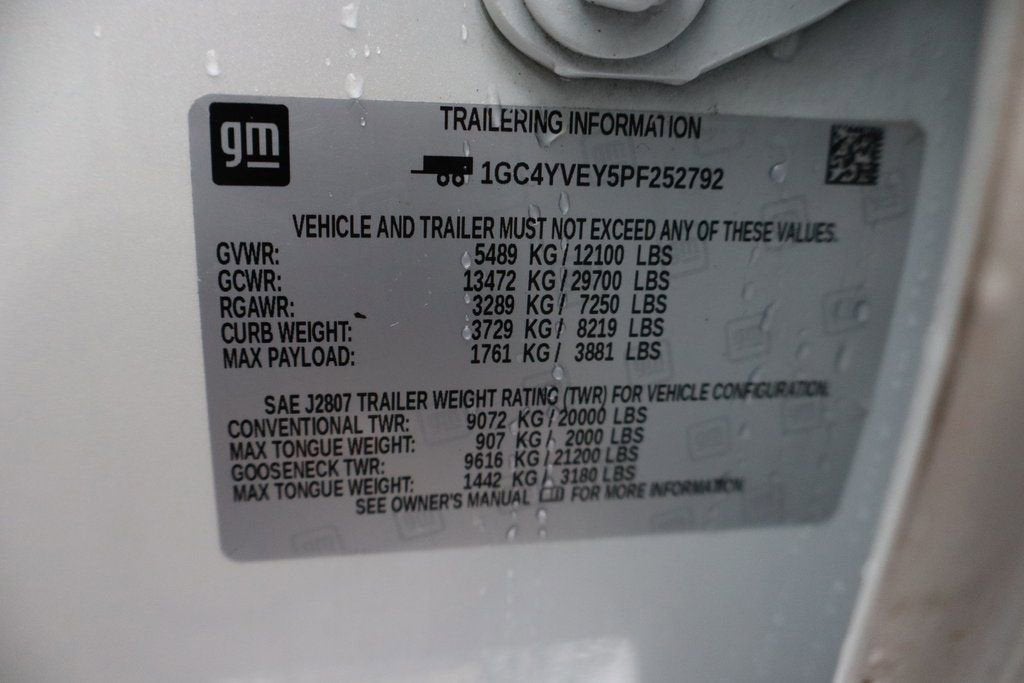 gm
TRAILERING INFORMATION
1GC4YVEY5PF252792
VEHICLE AND TRAILER MUST NOT EXCEED ANY OF THESE VALUES.
GVWR: 5489 KG/12100 LBS
GCWR: 13472 KG/29700 LBS
RGAWR: 3289 KG/ 7250 LBS
CURB WEIGHT: 3729 KG/ 8219 LBS
MAX PAYLOAD: 1761 KG/ 3881 LBS
SAE J2807 TRAILER WEIGHT RATING (TWR) FOR VEHICLE CONFIGURATION.
CONVENTIONAL TWR: 9072 KG/20000 LBS
MAX TONGUE WEIGHT: 907 KG/ 2000 LBS
GOOSENECK TWR: 9616 KG/21200 LBS
MAX TONGUE WEIGHT: 1442 KG/ 3180 LBS
SEE OWNER'S MANUAL FOR MORE INFORMATION